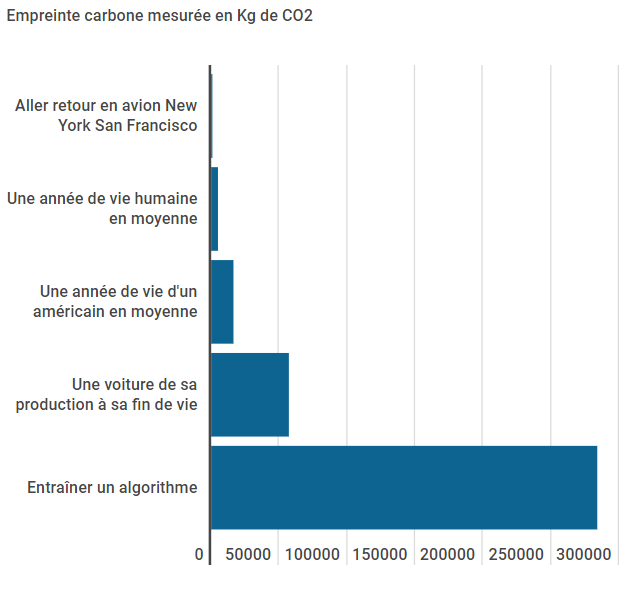 Empreinte carbone mesurée en Kg de CO2
Aller retour en avion New
York San Francisco
Une année de vie humaine
en moyenne
Une année de vie d'un
américain en moyenne
Une voiture de sa
production à sa fin de vie
Entraîner un algorithme
0 50000 100000 150000 200000 250000 300000